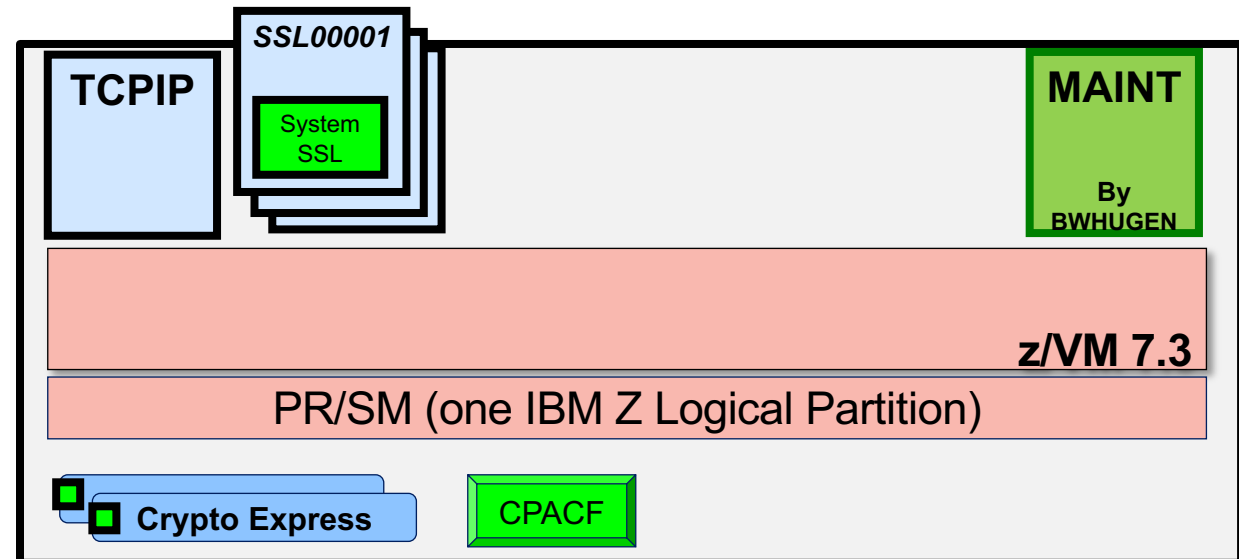 SSL00001
TCPIP
System
SSL
MAINT
By
BWHUGEN
z/VM 7.3
PR/SM (one IBM Z Logical Partition)
Crypto Express
CPACF